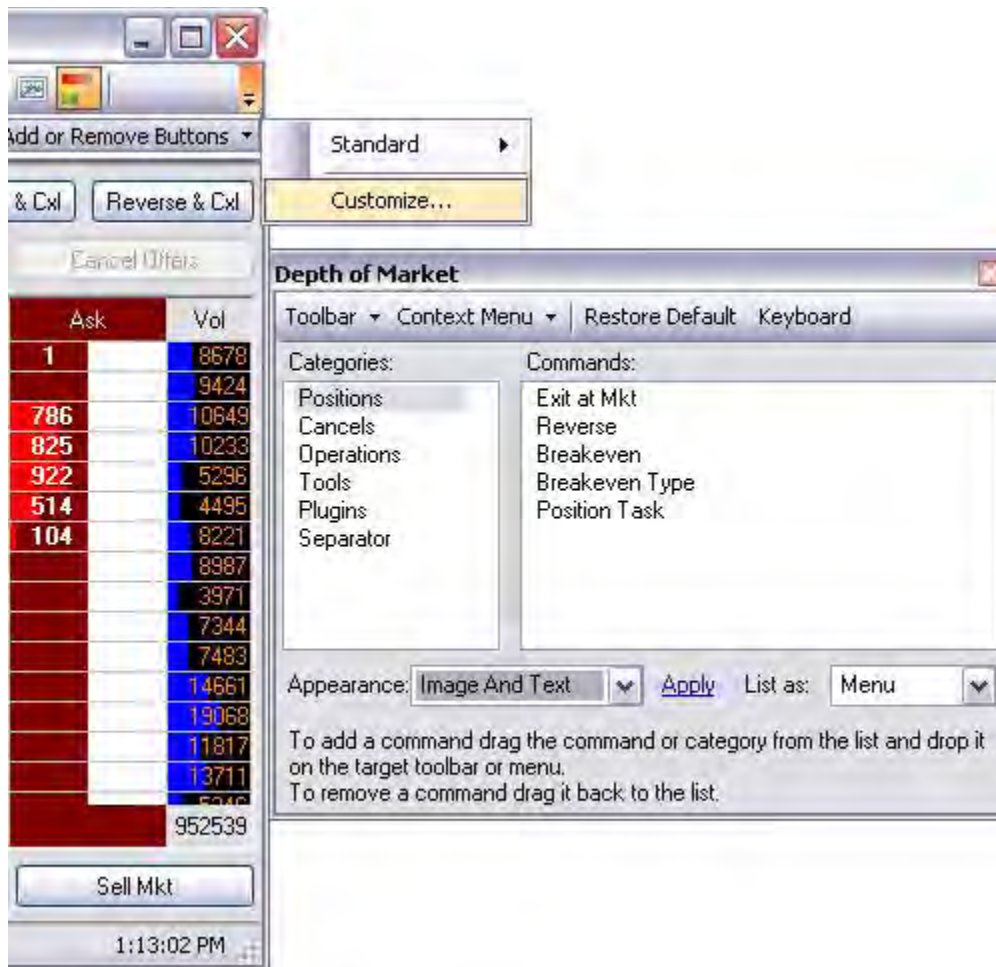 Add or Remove Buttons
Standard
Customize...
& Cxl
Reverse & Cxl
Cancel Offers
Depth of Market
Toolbar
Context Menu
Restore Default
Keyboard
Ask
Vol
Categories:
Commands:
1
8678
9424
786
10649
825
10233
922
5296
514
4495
104
8221
8987
3971
7344
7483
14661
19068
11817
13711
952539
Positions
Cancels
Operations
Tools
Plugins
Separator
Exit at Mkt
Reverse
Breakeven
Breakeven Type
Position Task
Appearance:
Image And Text
Apply
List as:
Menu
To add a command drag the command or category from the list and drop it
on the target toolbar or menu.
To remove a command drag it back to the list.
Sell Mkt
1:13:02 PM